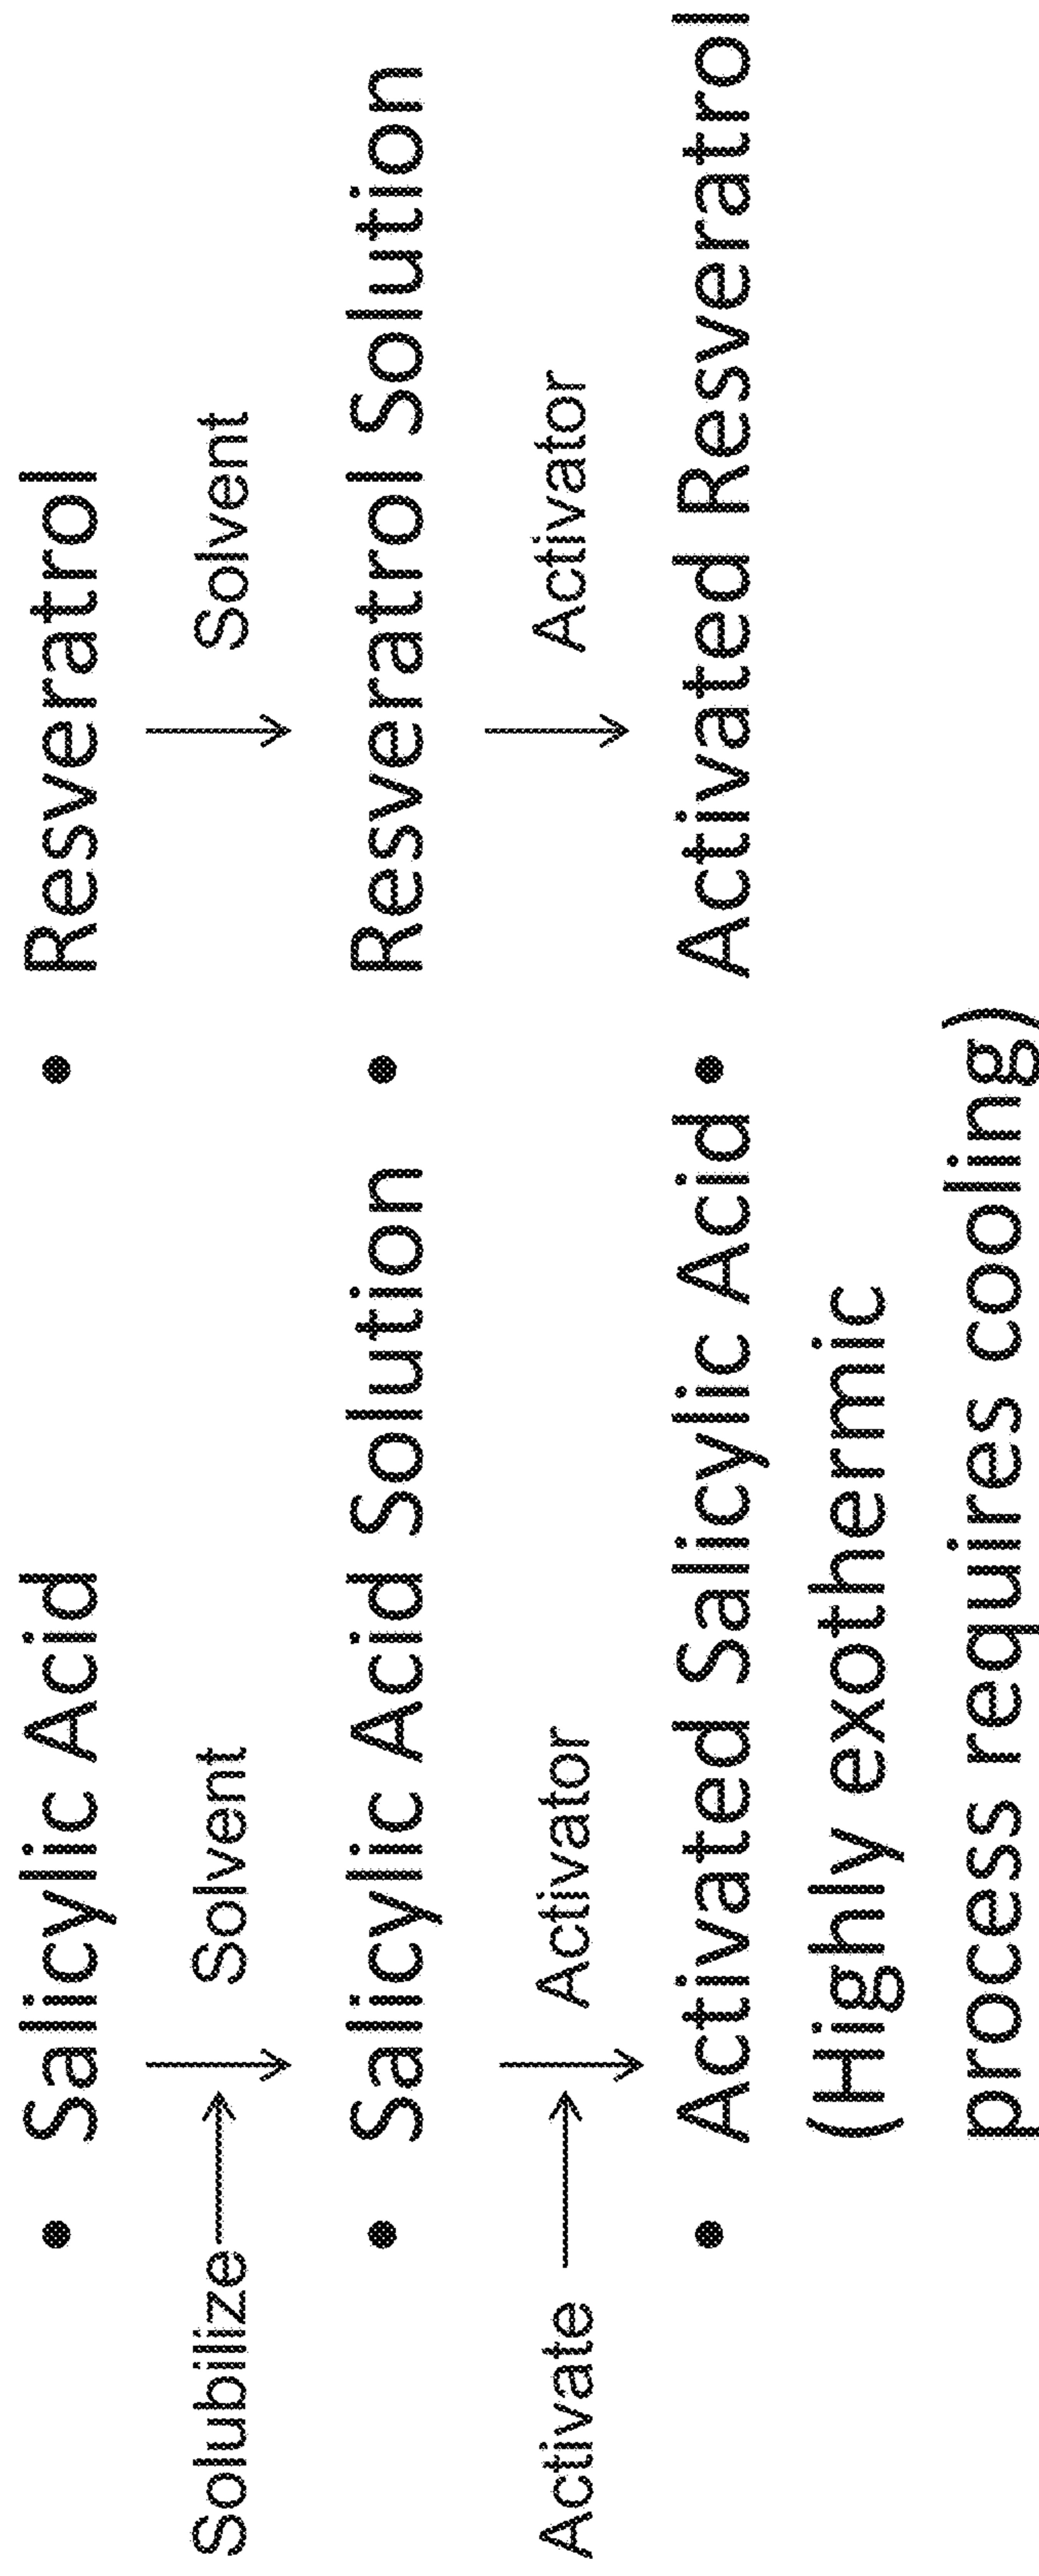 • Salicylic Acid
• Resveratrol
Solubilize
Solvent
Solvent
• Salicylic Acid Solution
• Resveratrol Solution
Activate
Activator
Activator
• Activated Salicylic Acid
• Activated Resveratrol
(Highly exothermic
process requires cooling)